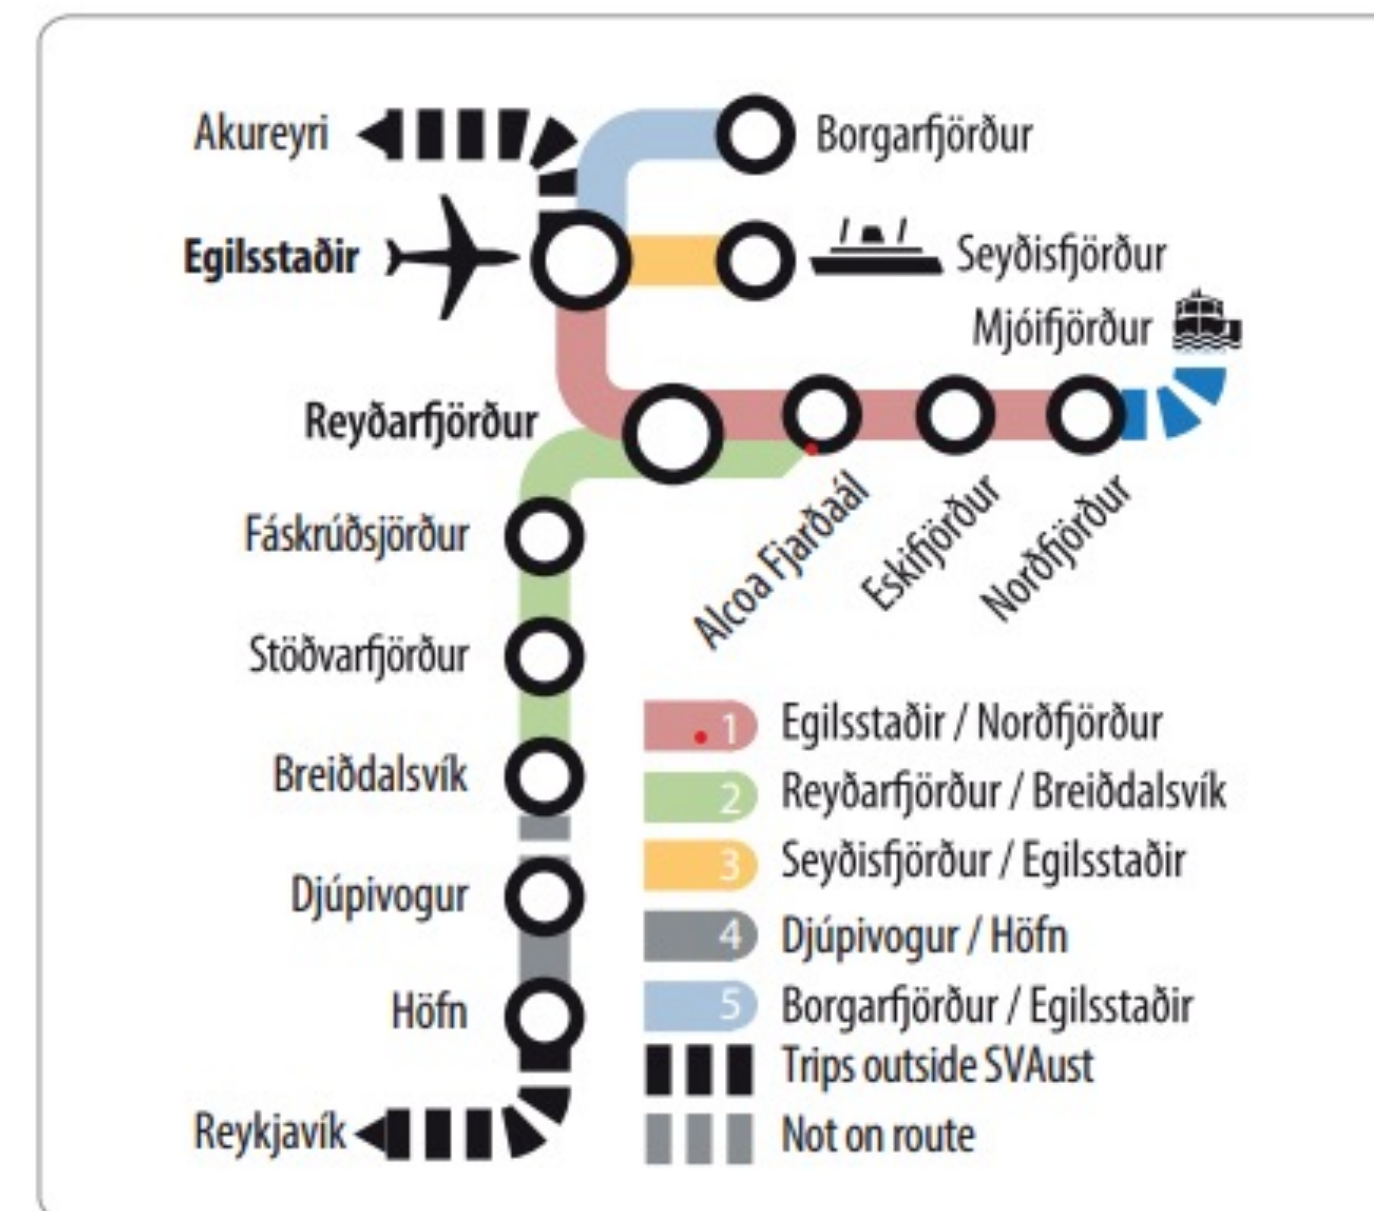 Akureyri
Borgarfjörður
Egilsstaðir
Seyðisfjörður
Mjóifjörður
Reyðarfjörður
Alcoa Fjarðaál
Eskifjörður
Norðfjörður
Fáskrúðsjörður
Stöðvarfjörður
Breiðdalsvík
Djúpivogur
Höfn
Reykjavík
1 Egilsstaðir / Norðfjörður
2 Reyðarfjörður / Breiðdalsvík
3 Seyðisfjörður / Egilsstaðir
4 Djúpivogur / Höfn
5 Borgarfjörður / Egilsstaðir
Trips outside SVAust
Not on route